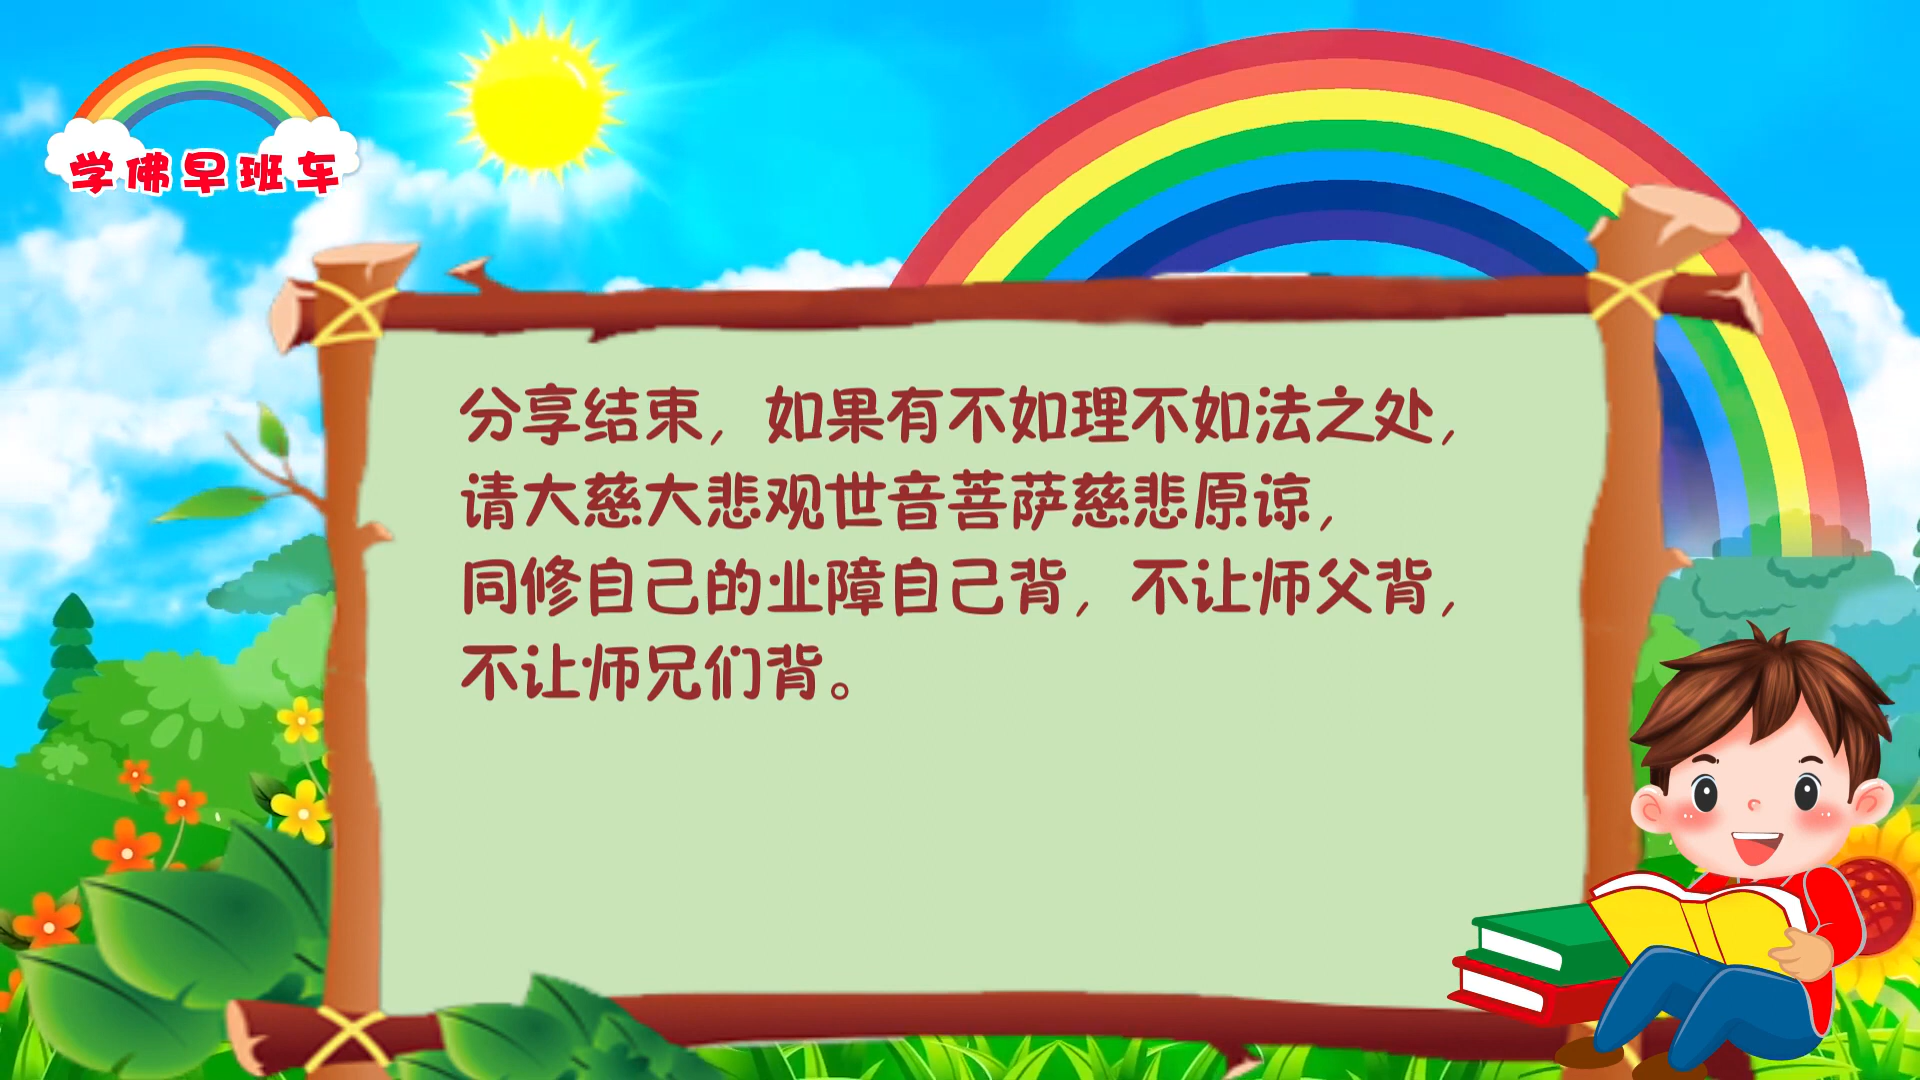 学佛早班车
分享结束，如果有不如理不如法之处，
请大慈大悲观世音菩萨慈悲原谅，
同修自己的业障自己背，不让师父背，
不让师兄们背。